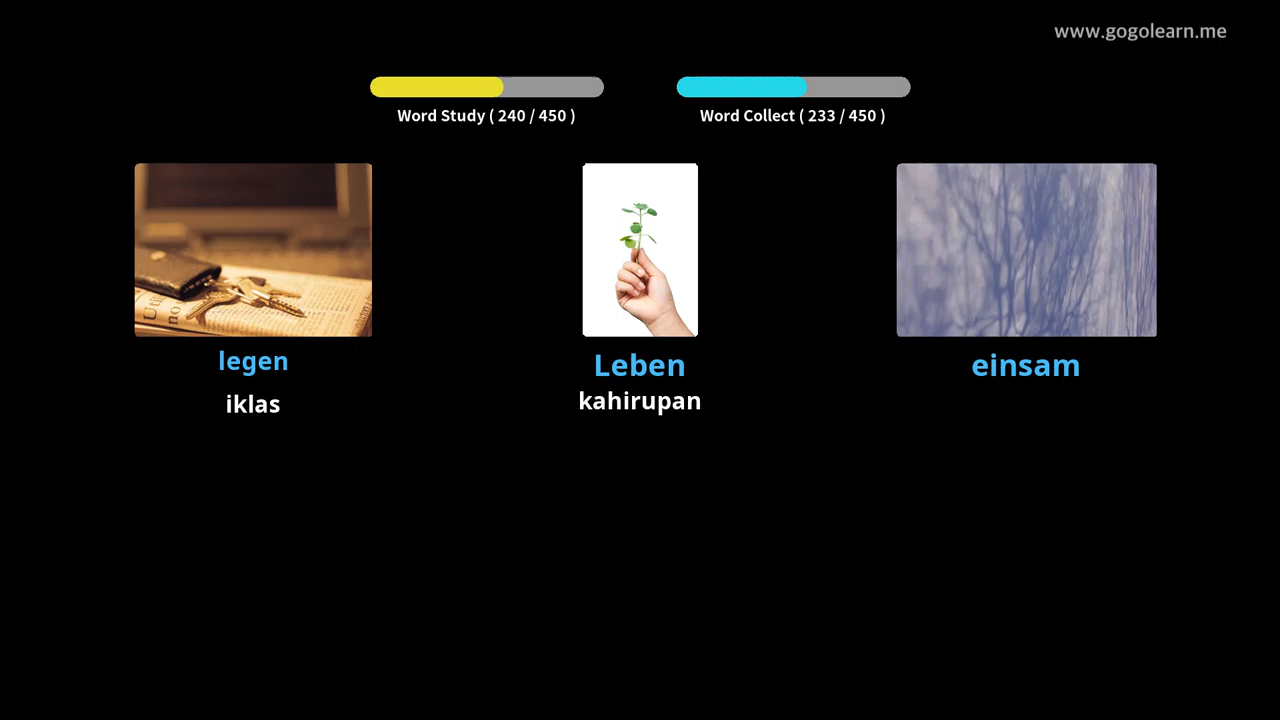 www.gogolearn.me
Word Study ( 240 / 450 )
Word Collect ( 233 / 450 )
legen
iklas
Leben
kahirupan
einsam